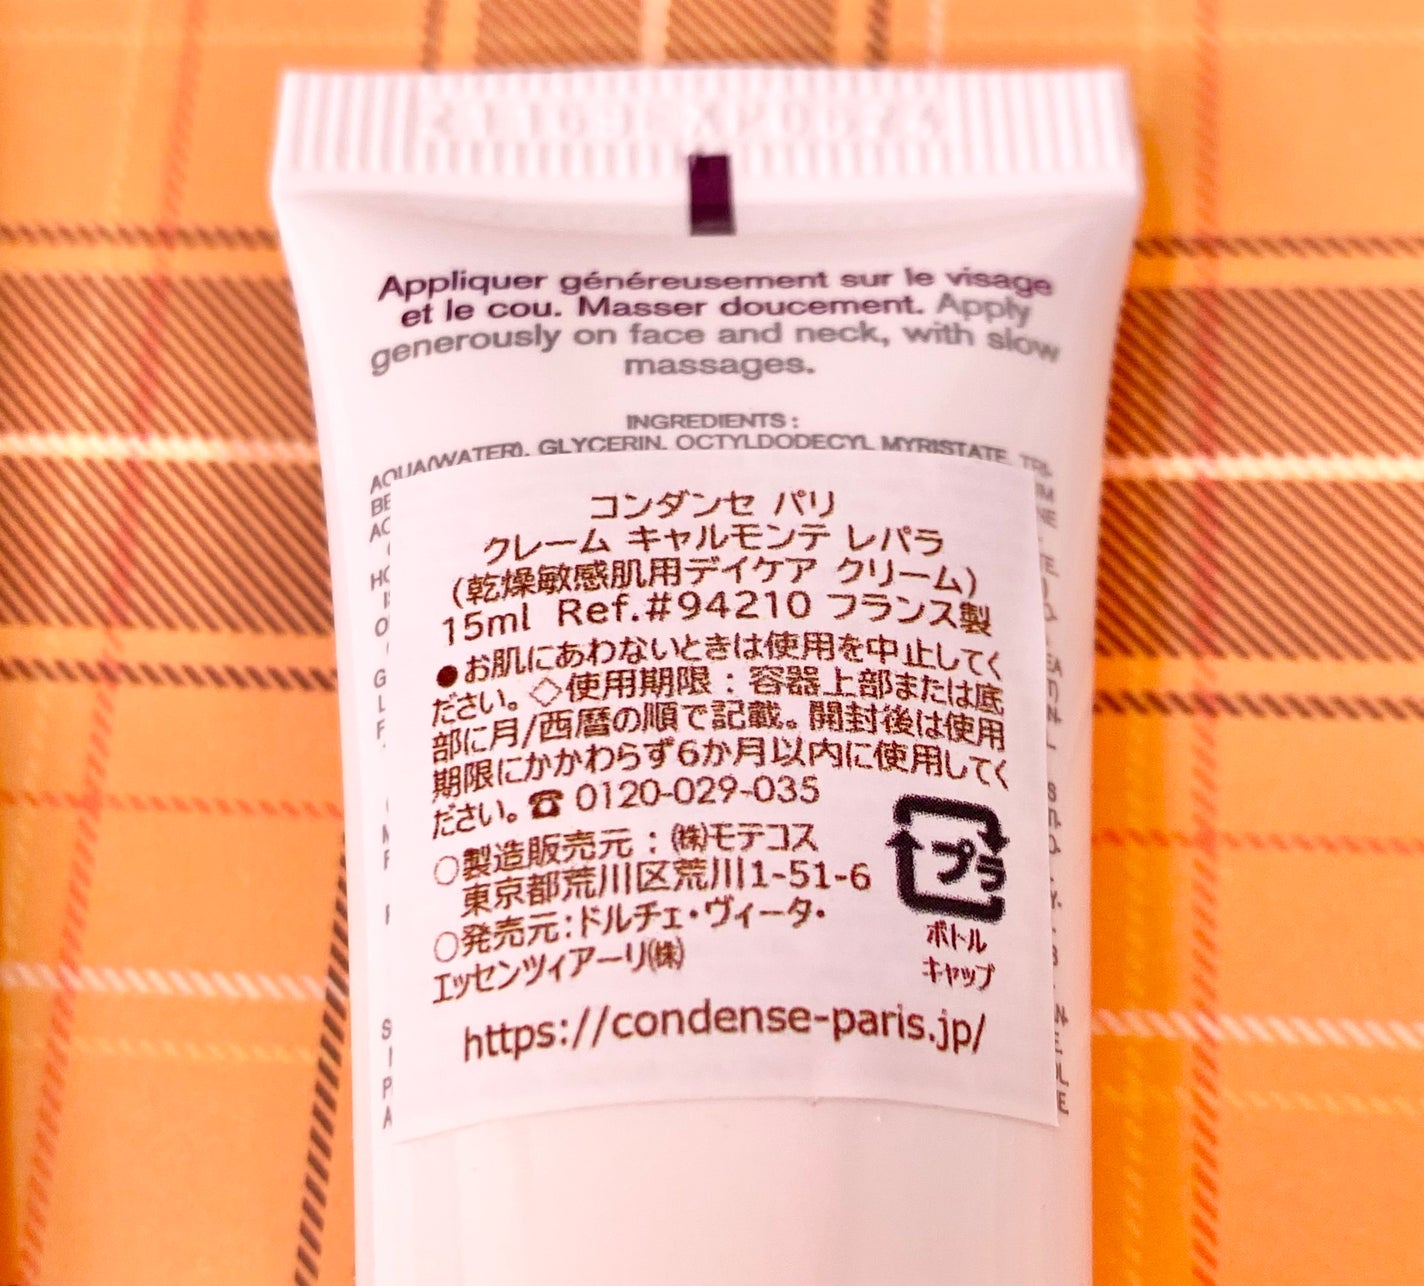 Appliquer généreusement sur le visage
et le cou. Masser doucement. Apply
generously on face and neck, with slow
massages.
INGREDIENTS :
AQUA(WATER), GLYCERIN, OCTYLDODECYL MYRISTATE,
コンダンセ パリ
クレーム キャルモンテ レパラ
（乾燥敏感肌用デイケア クリーム）
15ml Ref.#94210 フランス製
●お肌にあわないときは使用を中止してく
ださい。◇使用期限：容器上部または底
部に月/西暦の順で記載。開封後は使用
期限にかかわらず6か月以内に使用してく
ださい。☎ 0120-029-035
○製造販売元：㈱モテコス
東京都荒川区荒川1-51-6
○発売元：ドルチェ・ヴィータ・
エッセンツィアーリ㈱
プラ
ボトル
キャップ
https://condense-paris.jp/